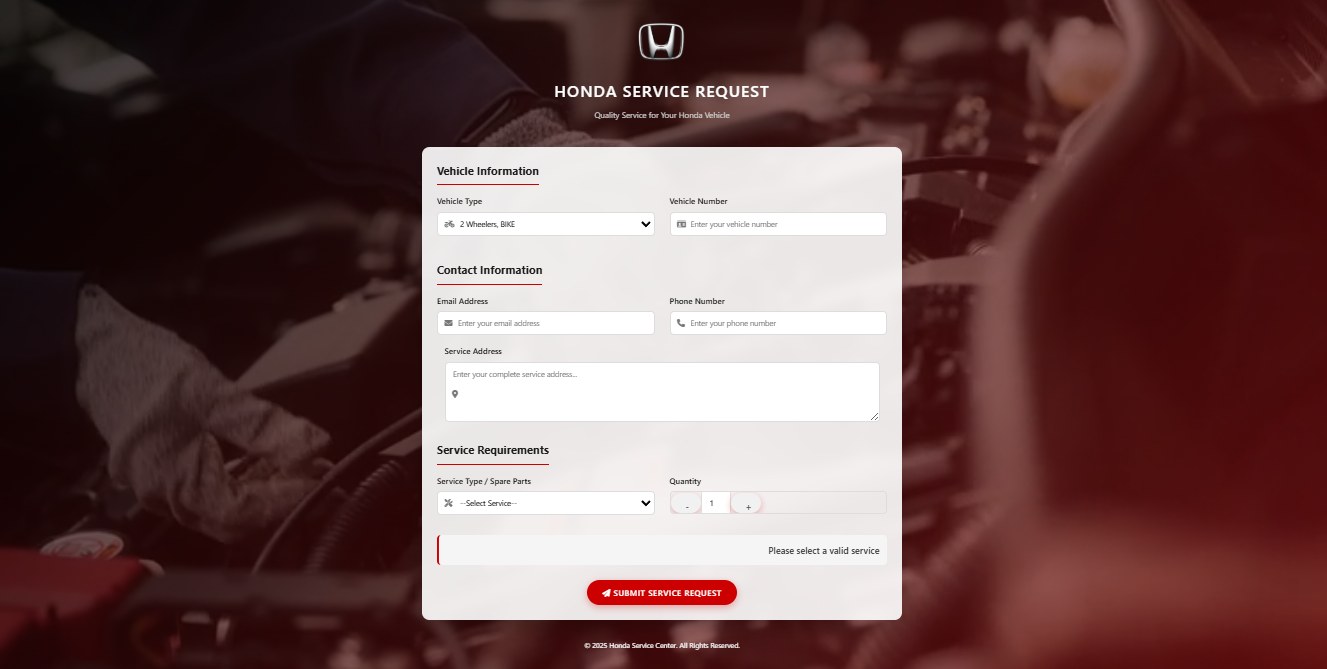 HONDA SERVICE REQUEST
Quality Service for Your Honda Vehicle
Vehicle Information
Vehicle Type
Vehicle Number
2 Wheelers, BIKE
Enter your vehicle number
Contact Information
Email Address
Phone Number
Enter your email address
Enter your phone number
Service Address
Enter your complete service address...
Service Requirements
Service Type / Spare Parts
Quantity
--Select Service--
- 1 +
Please select a valid service
SUBMIT SERVICE REQUEST
© 2025 Honda Service Center. All Rights Reserved.